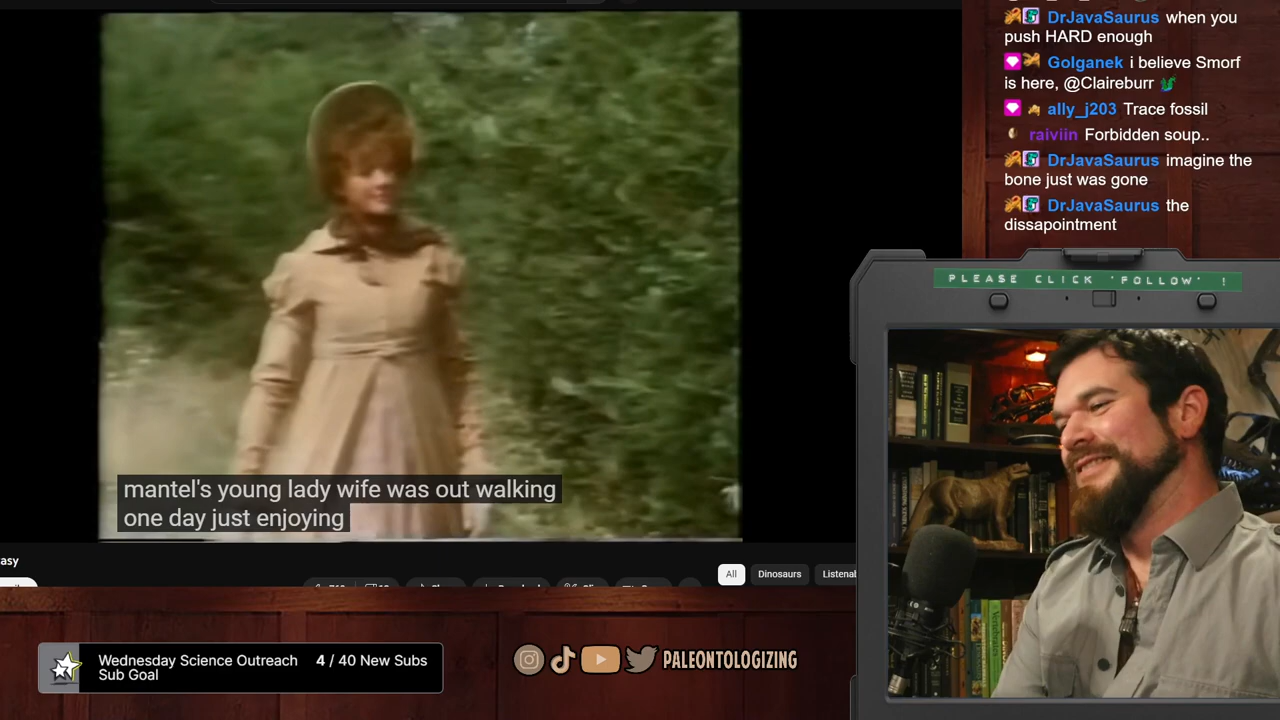 DrJavaSaurus when you
push HARD enough
Golganek i believe Smorf
is here, @Claireburr
ally_j203 Trace fossil
raiviin Forbidden soup..
DrJavaSaurus imagine the
bone just was gone
DrJavaSaurus the
dissapointment
PLEASE CLICK 'FOLLOW' !
mantel's young lady wife was out walking
one day just enjoying
asy
All Dinosaurs Listenal
Wednesday Science Outreach 4 / 40 New Subs
Sub Goal
PALEONTOLOGIZING